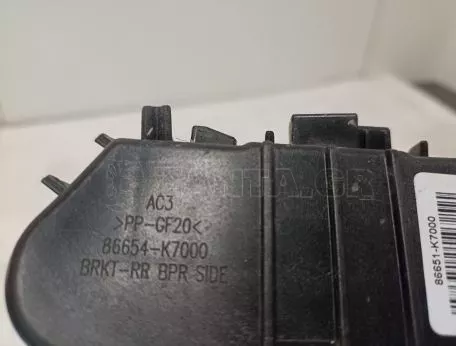 AC3
>PP-GF20<
86654-K7000
BRKT-RR BPR SIDE
86651-K7000